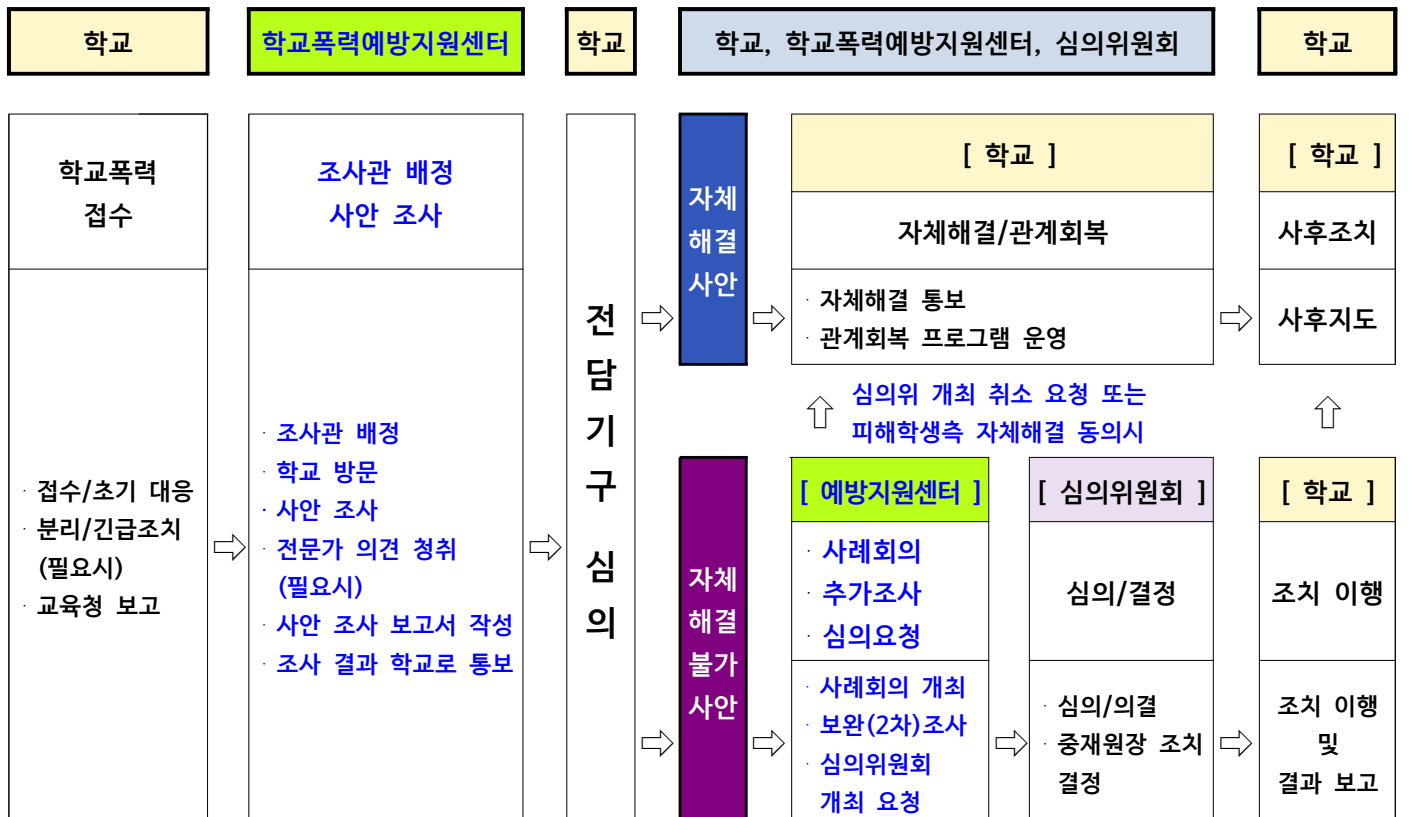 학교
학교폭력예방지원센터
학교
학교, 학교폭력예방지원센터, 심의위원회
학교
학교폭력
접수
· 접수/초기 대응
· 분리/긴급조치
(필요시)
· 교육청 보고
⇨
조사관 배정
사안 조사
· 조사관 배정
· 학교 방문
· 사안 조사
· 전문가 의견 청취
(필요시)
· 사안 조사 보고서 작성
· 조사 결과 학교로 통보
⇨
전
담
기
구
심
의
⇨
자체
해결
사안
⇨
[ 학교 ]
자체해결/관계회복
· 자체해결 통보
· 관계회복 프로그램 운영
⇨
[ 학교 ]
사후조치
사후지도
⇧
심의위 개최 취소 요청 또는
피해학생측 자체해결 동의시
⇧
⇨
자체
해결
불가
사안
⇨
[ 예방지원센터 ]
· 사례회의
· 추가조사
· 심의요청
· 사례회의 개최
· 보완(2차)조사
· 심의위원회
개최 요청
⇨
[ 심의위원회 ]
심의/결정
· 심의/의결
· 중재원장 조치
결정
⇨
[ 학교 ]
조치 이행
조치 이행
및
결과 보고